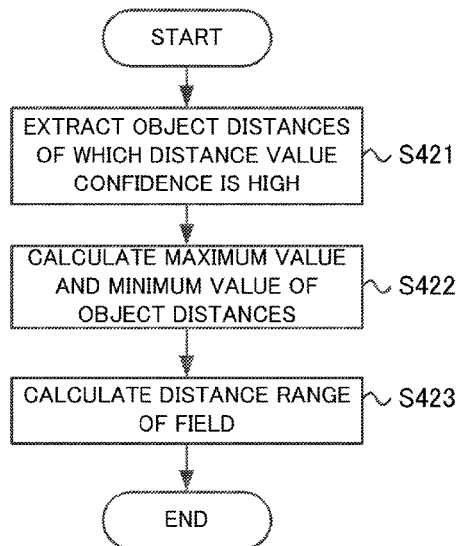 START
EXTRACT OBJECT DISTANCES
OF WHICH DISTANCE VALUE
CONFIDENCE IS HIGH
S421
CALCULATE MAXIMUM VALUE
AND MINIMUM VALUE OF
OBJECT DISTANCES
S422
CALCULATE DISTANCE RANGE
OF FIELD
S423
END